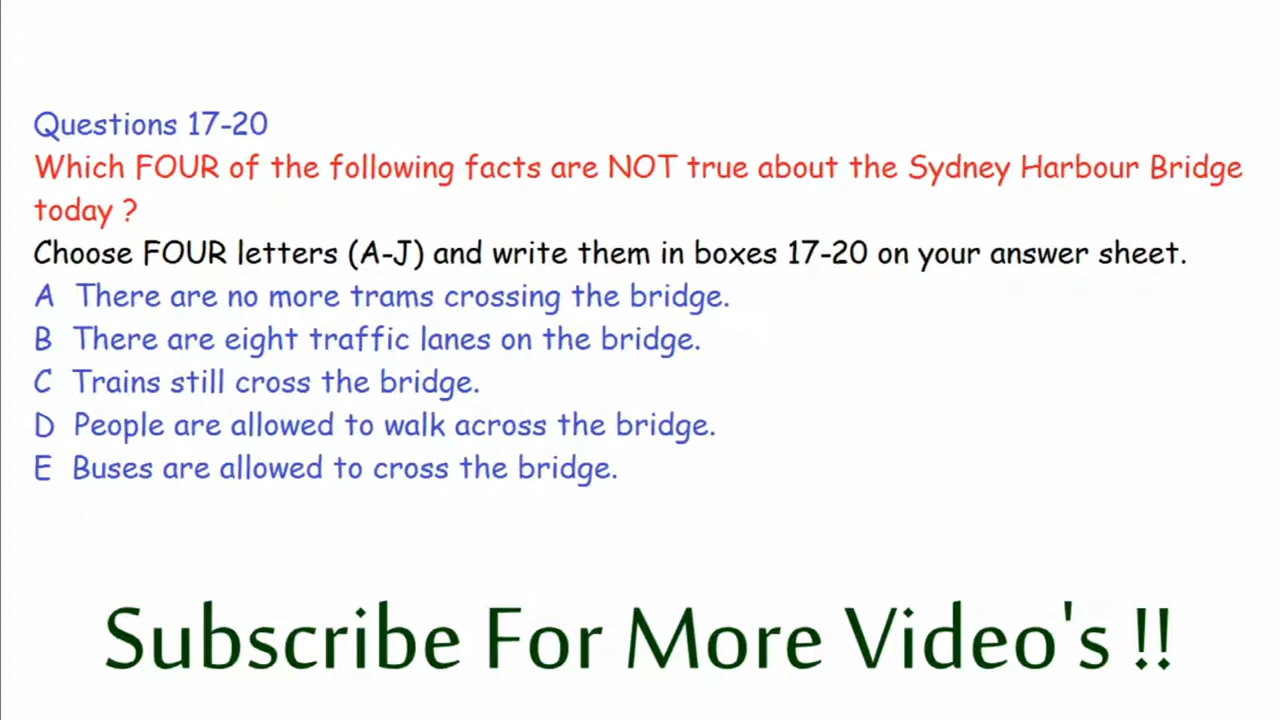 Questions 17-20
Which FOUR of the following facts are NOT true about the Sydney Harbour Bridge
today ?
Choose FOUR letters (A-J) and write them in boxes 17-20 on your answer sheet.
A There are no more trams crossing the bridge.
B There are eight traffic lanes on the bridge.
C Trains still cross the bridge.
D People are allowed to walk across the bridge.
E Buses are allowed to cross the bridge.
Subscribe For More Video's !!